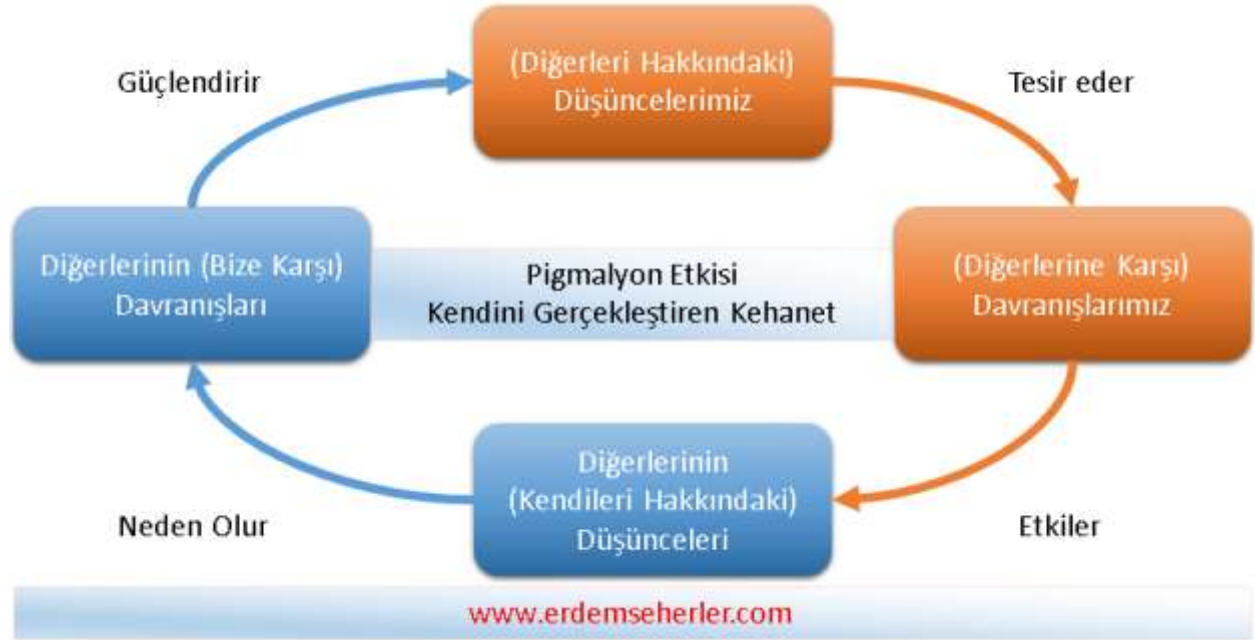 (Diğerleri Hakkındaki)
Düşüncelerimiz
Güçlendirir
Tesir eder
Diğerlerinin (Bize Karşı)
Davranışları
Pigmalyon Etkisi
Kendini Gerçekleştiren Kehanet
(Diğerlerine Karşı)
Davranışlarımız
Diğerlerinin
(Kendileri Hakkındaki)
Düşünceleri
Neden Olur
Etkiler
www.erdemseherler.com